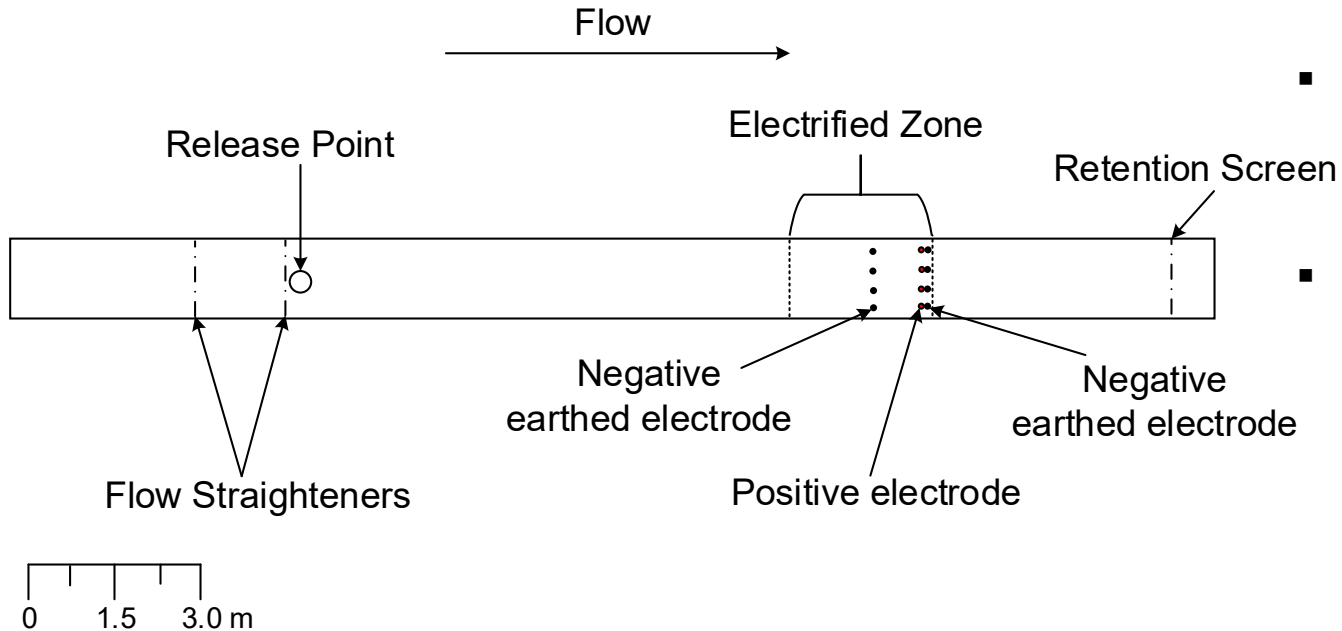 Flow
Electrified Zone
Release Point
Retention Screen
Negative
earthed electrode
Negative
earthed electrode
Flow Straighteners
Positive electrode
0 1.5 3.0 m